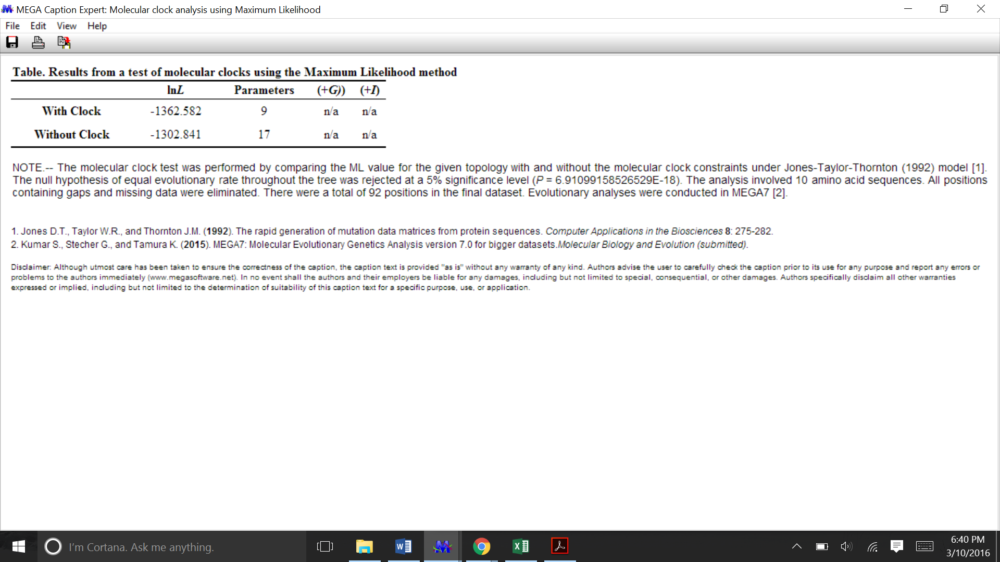 MEGA Caption Expert: Molecular clock analysis using Maximum Likelihood
File Edit View Help
Table. Results from a test of molecular clocks using the Maximum Likelihood method
lnL Parameters (+G)) (+I)
With Clock -1362.582 9 n/a n/a
Without Clock -1302.841 17 n/a n/a
NOTE.-- The molecular clock test was performed by comparing the ML value for the given topology with and without the molecular clock constraints under Jones-Taylor-Thornton (1992) model [1].
The null hypothesis of equal evolutionary rate throughout the tree was rejected at a 5% significance level (P = 6.91099158526529E-18). The analysis involved 10 amino acid sequences. All positions
containing gaps and missing data were eliminated. There were a total of 92 positions in the final dataset. Evolutionary analyses were conducted in MEGA7 [2].
1. Jones D.T., Taylor W.R., and Thornton J.M. (1992). The rapid generation of mutation data matrices from protein sequences. Computer Applications in the Biosciences 8: 275-282.
2. Kumar S., Stecher G., and Tamura K. (2015). MEGA7: Molecular Evolutionary Genetics Analysis version 7.0 for bigger datasets.Molecular Biology and Evolution (submitted).
Disclaimer: Although utmost care has been taken to ensure the correctness of the caption, the caption text is provided "as is" without any warranty of any kind. Authors advise the user to carefully check the caption prior to its use for any purpose and report any errors or
problems to the authors immediately (www.megasoftware.net). In no event shall the authors and their employers be liable for any damages, including but not limited to special, consequential, or other damages. Authors specifically disclaim all other warranties
expressed or implied, including but not limited to the determination of suitability of this caption text for a specific purpose, use, or application.
I'm Cortana. Ask me anything.
6:40 PM
3/10/2016